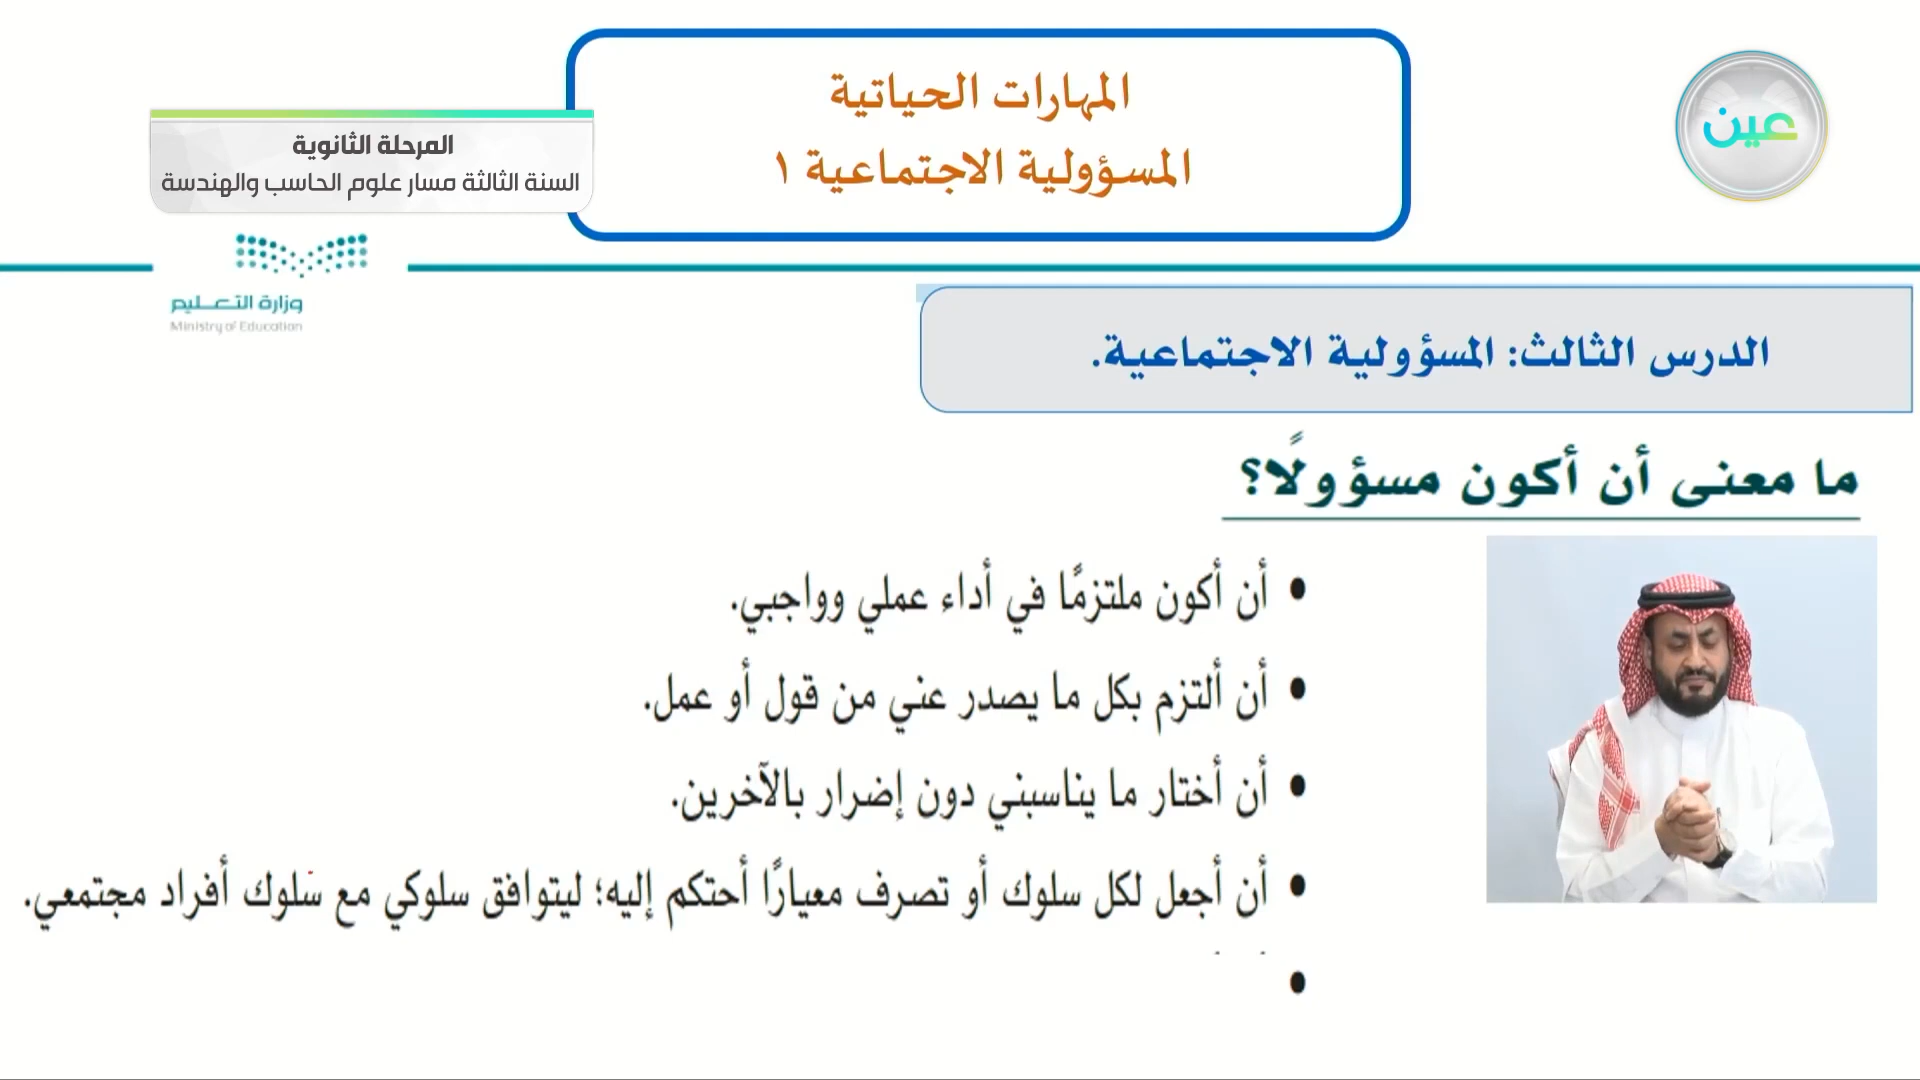 المهارات الحياتية
المسؤولية الاجتماعية ١
عين
المرحلة الثانوية
السنة الثالثة مسار علوم الحاسب والهندسة
وزارة التعليم
Ministry of Education
الدرس الثالث: المسؤولية الاجتماعية.
ما معنى أن أكون مسؤولًا؟
• أن أكون ملتزمًا في أداء عملي وواجبي.
• أن ألتزم بكل ما يصدر عني من قول أو عمل.
• أن أختار ما يناسبني دون إضرار بالآخرين.
• أن أجعل لكل سلوك أو تصرف معيارًا أحتكم إليه؛ ليتوافق سلوكي مع سلوك أفراد مجتمعي.
•